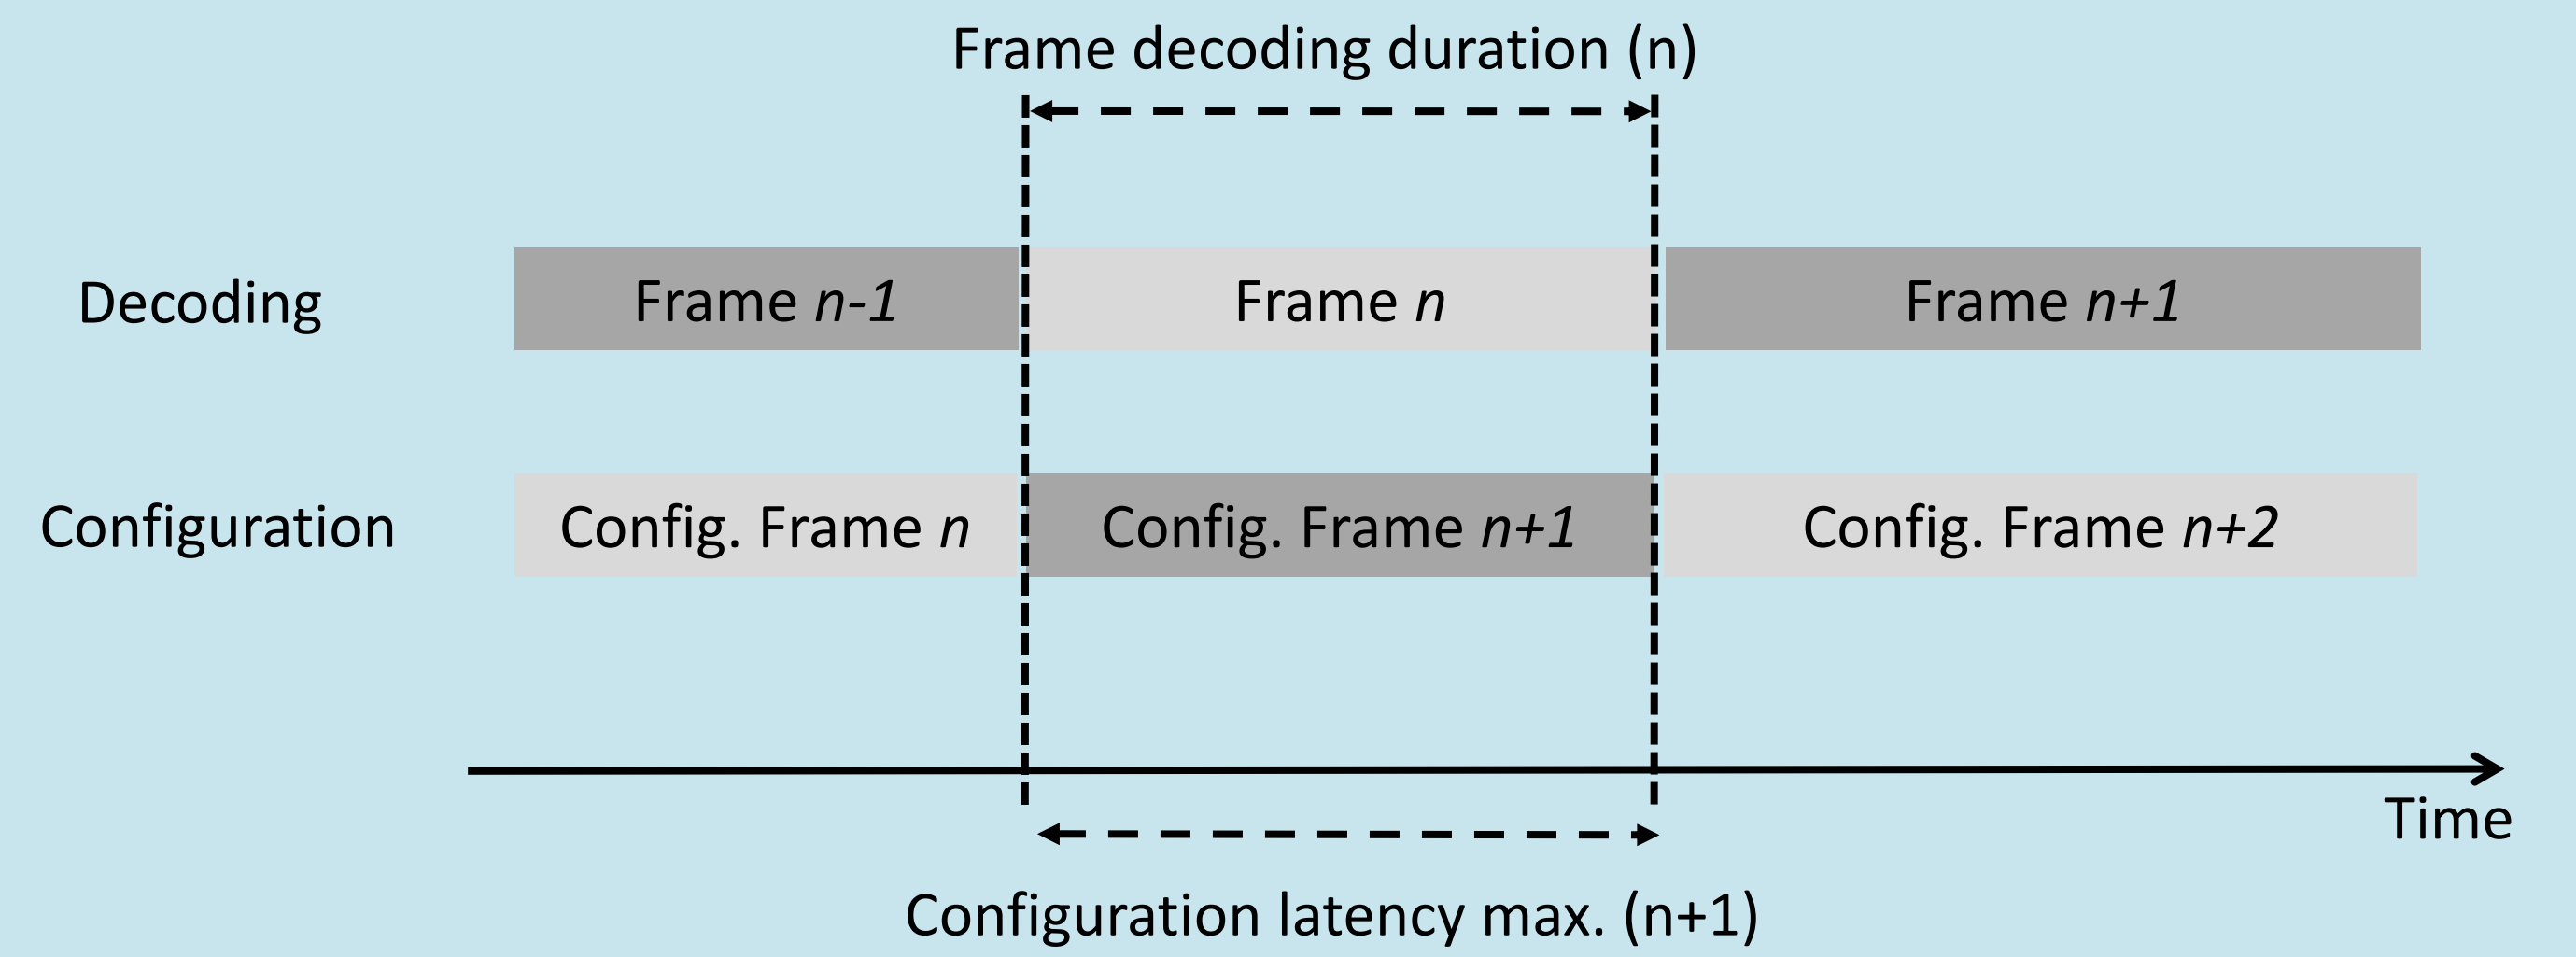 Frame decoding duration (n)
Decoding
Frame n-1
Frame n
Frame n+1
Configuration
Config. Frame n
Config. Frame n+1
Config. Frame n+2
Time
Configuration latency max. (n+1)